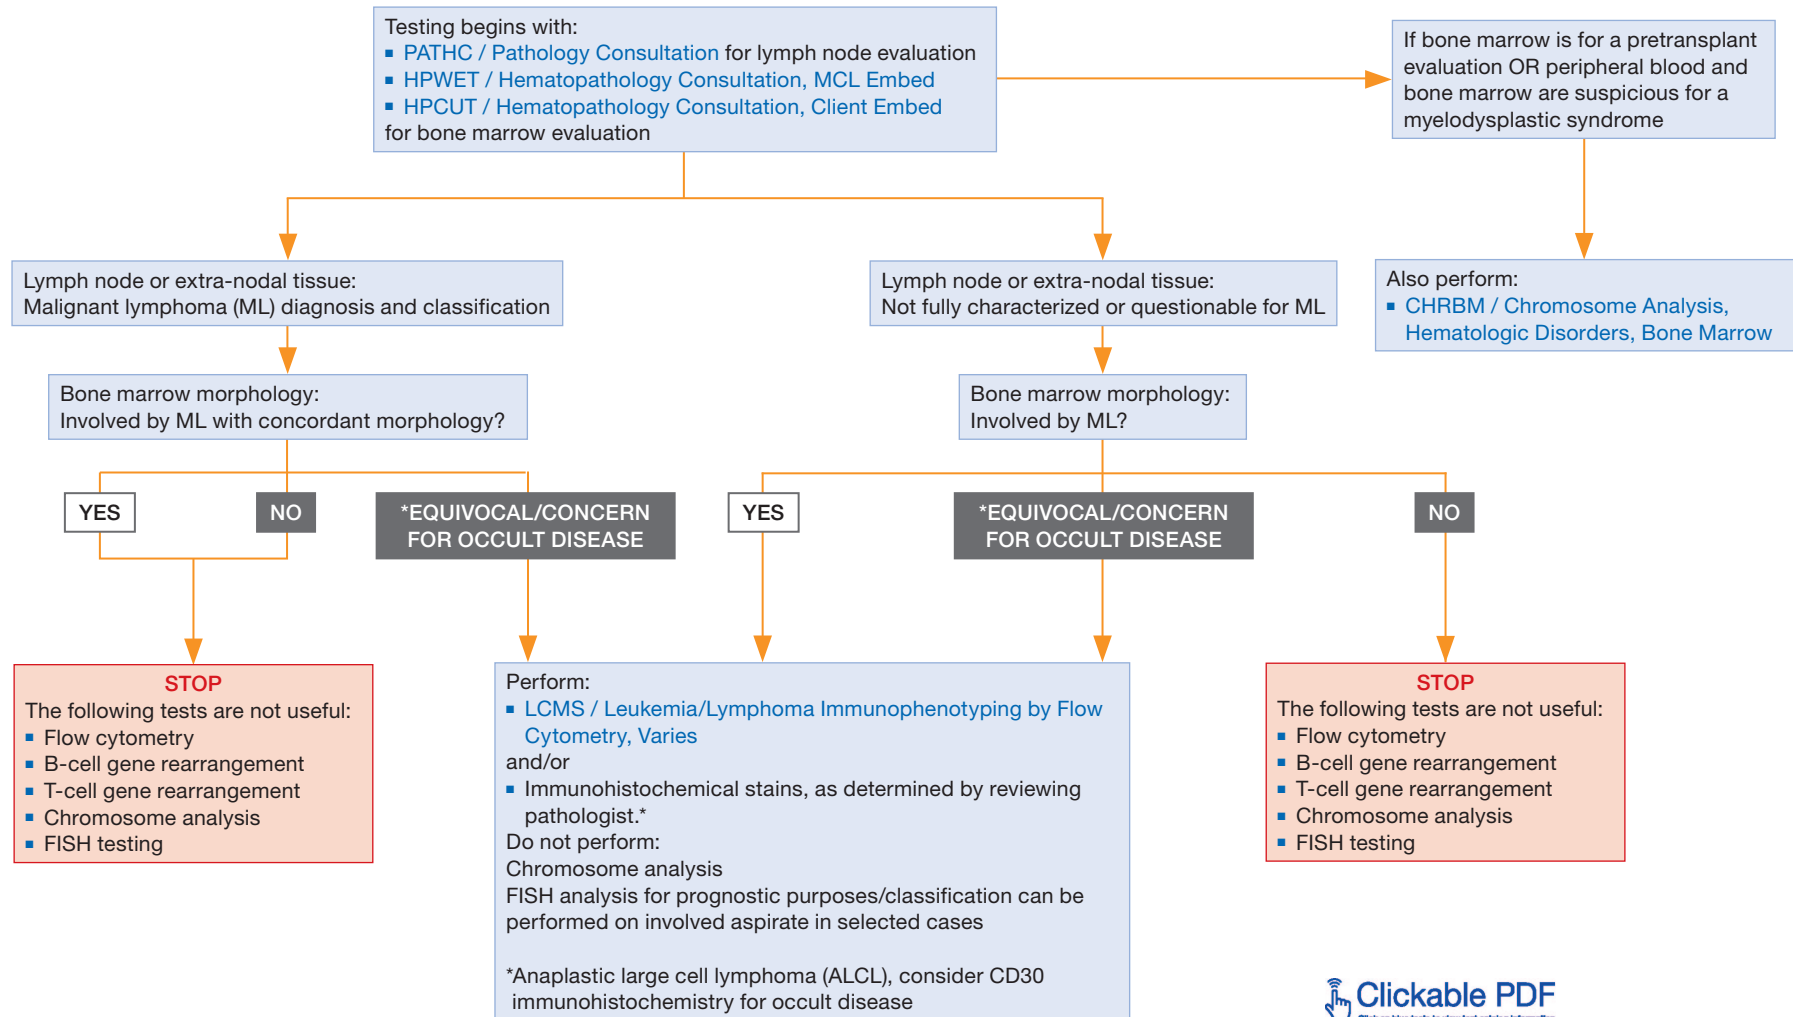 Testing begins with:
▪ PATHC / Pathology Consultation for lymph node evaluation
▪ HPWET / Hematopathology Consultation, MCL Embed
▪ HPCUT / Hematopathology Consultation, Client Embed
for bone marrow evaluation
If bone marrow is for a pretransplant
evaluation OR peripheral blood and
bone marrow are suspicious for a
myelodysplastic syndrome
Lymph node or extra-nodal tissue:
Malignant lymphoma (ML) diagnosis and classification
Lymph node or extra-nodal tissue:
Not fully characterized or questionable for ML
Also perform:
▪ CHRBM / Chromosome Analysis,
Hematologic Disorders, Bone Marrow
Bone marrow morphology:
Involved by ML with concordant morphology?
Bone marrow morphology:
Involved by ML?
YES
NO
*EQUIVOCAL/CONCERN
FOR OCCULT DISEASE
YES
*EQUIVOCAL/CONCERN
FOR OCCULT DISEASE
NO
STOP
The following tests are not useful:
▪ Flow cytometry
▪ B-cell gene rearrangement
▪ T-cell gene rearrangement
▪ Chromosome analysis
▪ FISH testing
Perform:
▪ LCMS / Leukemia/Lymphoma Immunophenotyping by Flow
Cytometry, Varies
and/or
▪ Immunohistochemical stains, as determined by reviewing
pathologist.*
Do not perform:
Chromosome analysis
FISH analysis for prognostic purposes/classification can be
performed on involved aspirate in selected cases
*Anaplastic large cell lymphoma (ALCL), consider CD30
immunohistochemistry for occult disease
STOP
The following tests are not useful:
▪ Flow cytometry
▪ B-cell gene rearrangement
▪ T-cell gene rearrangement
▪ Chromosome analysis
▪ FISH testing
Clickable PDF